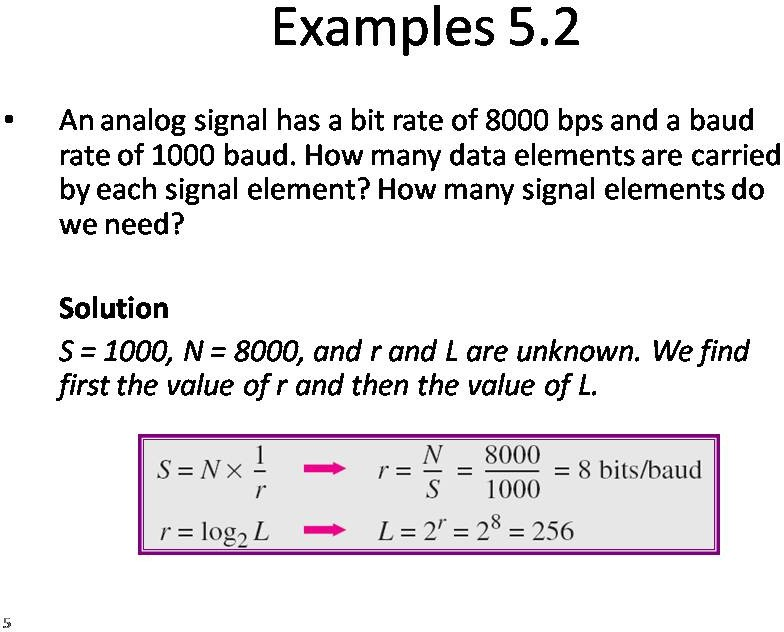 Examples 5.2
• An analog signal has a bit rate of 8000 bps and a baud
rate of 1000 baud. How many data elements are carried
by each signal element? How many signal elements do
we need?
Solution
S = 1000, N = 8000, and r and L are unknown. We find
first the value of r and then the value of L.
S = N × 1/r ➡ r = N/S = 8000/1000 = 8 bits/baud
r = log₂ L ➡ L = 2ʳ = 2⁸ = 256
5